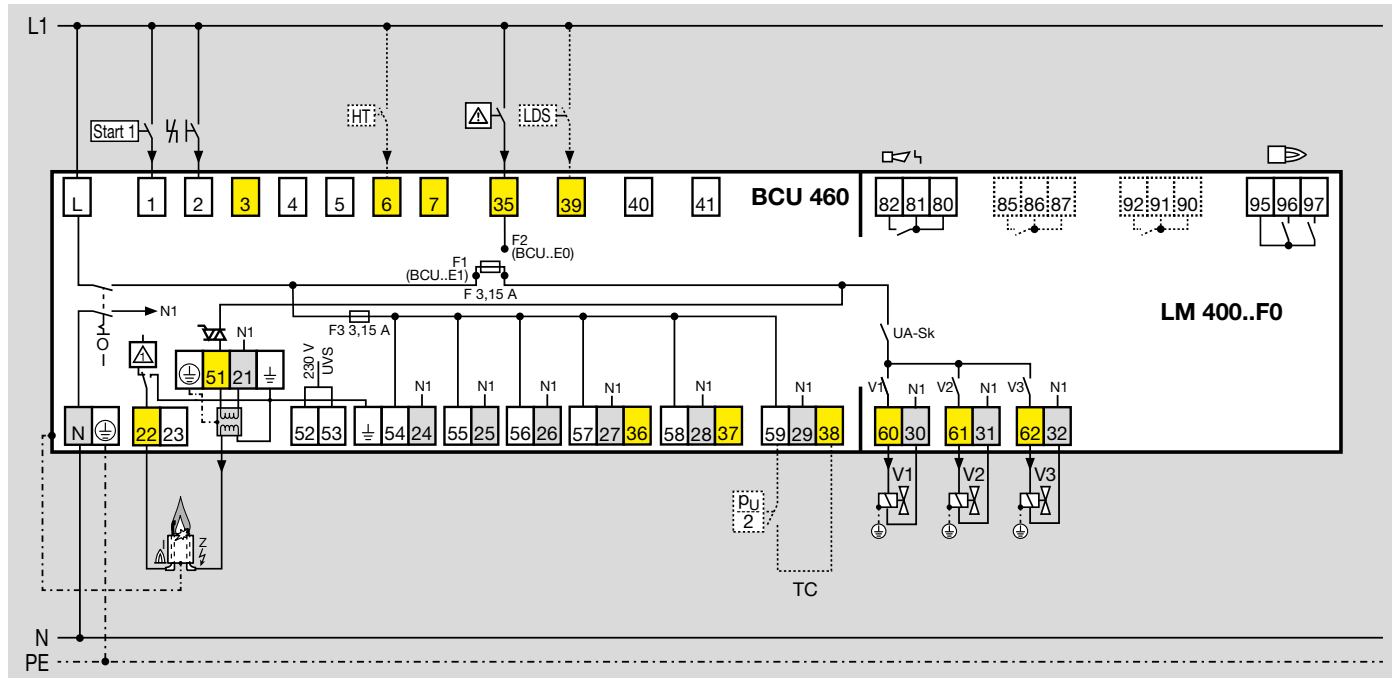 L1
Start 1
HT
LDS
L 1 2 3 4 5 6 7 35 39 40 41
BCU 460
82 81 80
85 86 87
92 91 90
95 96 97
F2
(BCU..E0)
F1
(BCU..E1)
F 3,15 A
LM 400..F0
N1
F3 3,15 A
UA-Sk
O
I
1
N1
51 21
230 V
UVS
N1 N1 N1 N1 N1 N1
V1 N1 V2 N1 V3 N1
N 22 23 52 53 54 24 55 25 56 26 57 27 36 58 28 37 59 29 38
60 30 61 31 62 32
V1 V2 V3
pU
2
I Z
TC
N
PE